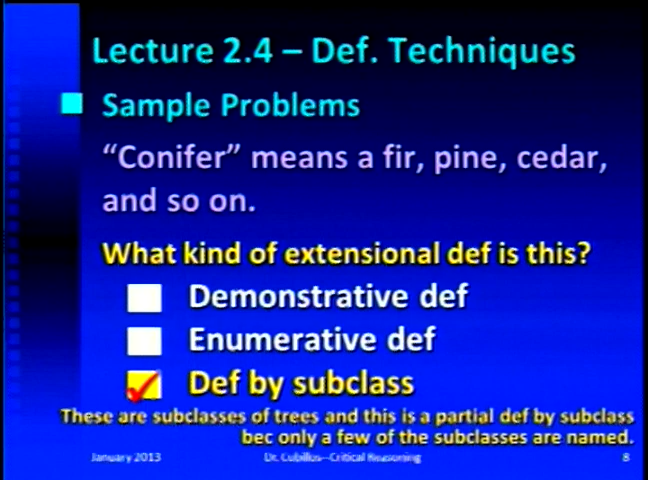 Lecture 2.4 – Def. Techniques
Sample Problems
“Conifer” means a fir, pine, cedar,
and so on.
What kind of extensional def is this?
Demonstrative def
Enumerative def
Def by subclass
These are subclasses of trees and this is a partial def by subclass
bec only a few of the subclasses are named.
January 2013 Dr. Cubillos--Critical Reasoning 8